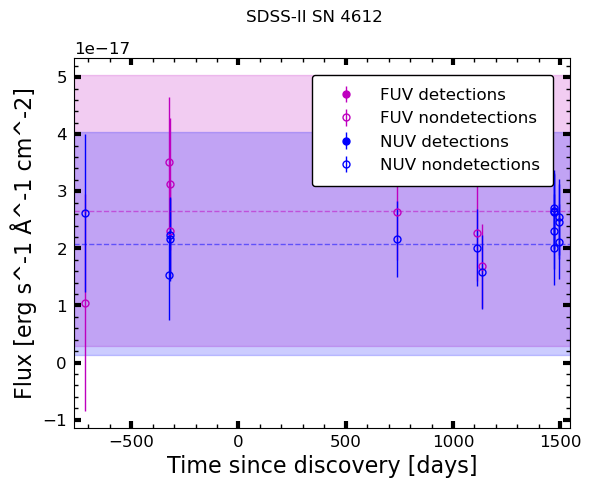 SDSS-II SN 4612
1e−17
FUV detections
FUV nondetections
NUV detections
NUV nondetections
5
4
3
2
1
0
−1
Flux [erg s^-1 Å^-1 cm^-2]
−500 0 500 1000 1500
Time since discovery [days]